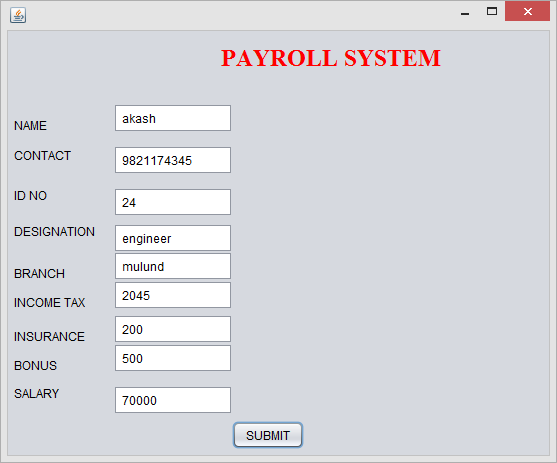 PAYROLL SYSTEM
NAME akash
CONTACT 9821174345
ID NO 24
DESIGNATION engineer
BRANCH mulund
INCOME TAX 2045
INSURANCE 200
BONUS 500
SALARY 70000
SUBMIT